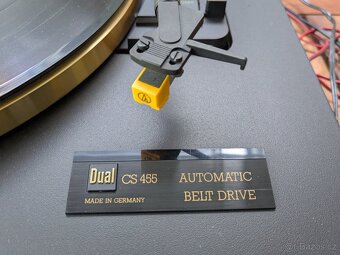 Dual
CS 455
AUTOMATIC
BELT DRIVE
MADE IN GERMANY